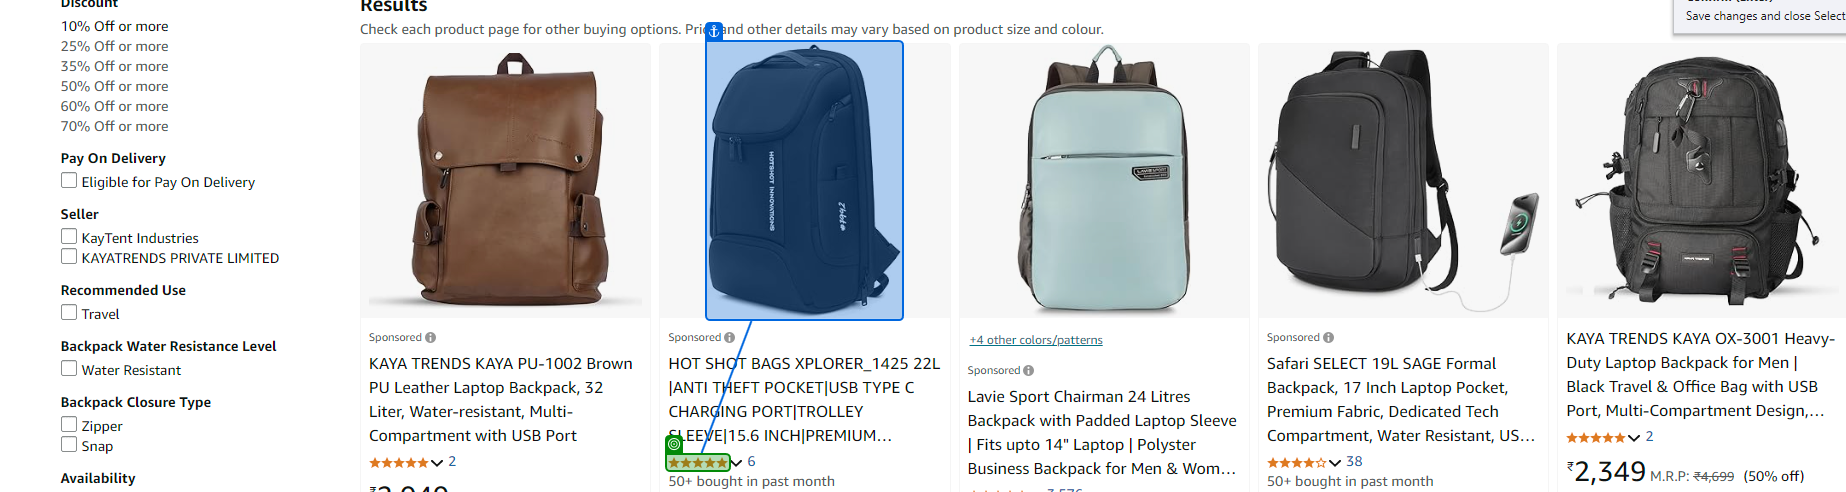 Discount
10% Off or more
25% Off or more
35% Off or more
50% Off or more
60% Off or more
70% Off or more
Pay On Delivery
Eligible for Pay On Delivery
Seller
KayTent Industries
KAYATRENDS PRIVATE LIMITED
Recommended Use
Travel
Backpack Water Resistance Level
Water Resistant
Backpack Closure Type
Zipper
Snap
Availability
Results
Check each product page for other buying options. Pri and other details may vary based on product size and colour.
Save changes and close Select
HOTSHOT INNOVATIONS
LAVIE SPORT
Sponsored
KAYA TRENDS KAYA PU-1002 Brown
PU Leather Laptop Backpack, 32
Liter, Water-resistant, Multi-
Compartment with USB Port
2
Sponsored
HOT SHOT BAGS XPLORER_1425 22L
|ANTI THEFT POCKET|USB TYPE C
CHARGING PORT|TROLLEY
SLEEVE|15.6 INCH|PREMIUM...
6
50+ bought in past month
+4 other colors/patterns
Sponsored
Lavie Sport Chairman 24 Litres
Backpack with Padded Laptop Sleeve
| Fits upto 14" Laptop | Polyster
Business Backpack for Men & Wom...
Sponsored
Safari SELECT 19L SAGE Formal
Backpack, 17 Inch Laptop Pocket,
Premium Fabric, Dedicated Tech
Compartment, Water Resistant, US...
38
50+ bought in past month
KAYA TRENDS KAYA OX-3001 Heavy-
Duty Laptop Backpack for Men |
Black Travel & Office Bag with USB
Port, Multi-Compartment Design,...
2
₹2,349 M.R.P.: ₹4,699 (50% off)